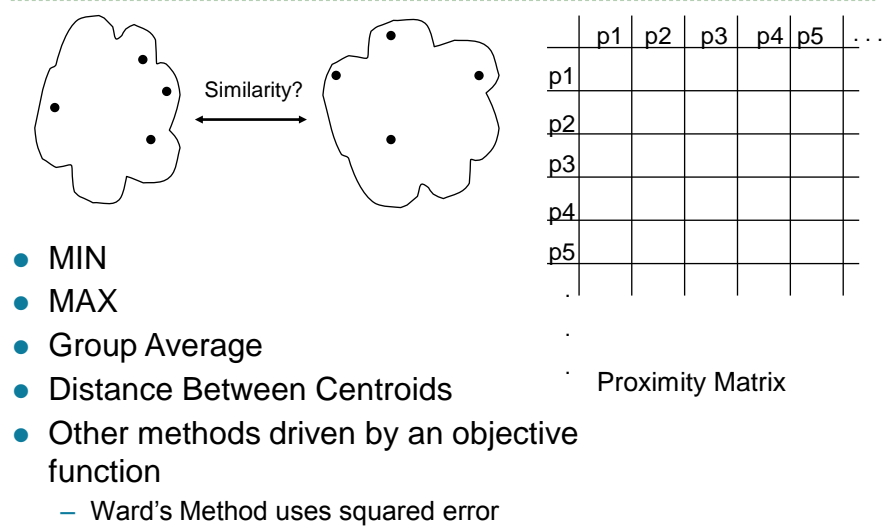 Similarity?
p1 p2 p3 p4 p5 . . .
p1
p2
p3
p4
p5
.
.
.
Proximity Matrix
● MIN
● MAX
● Group Average
● Distance Between Centroids
● Other methods driven by an objective
function
– Ward's Method uses squared error